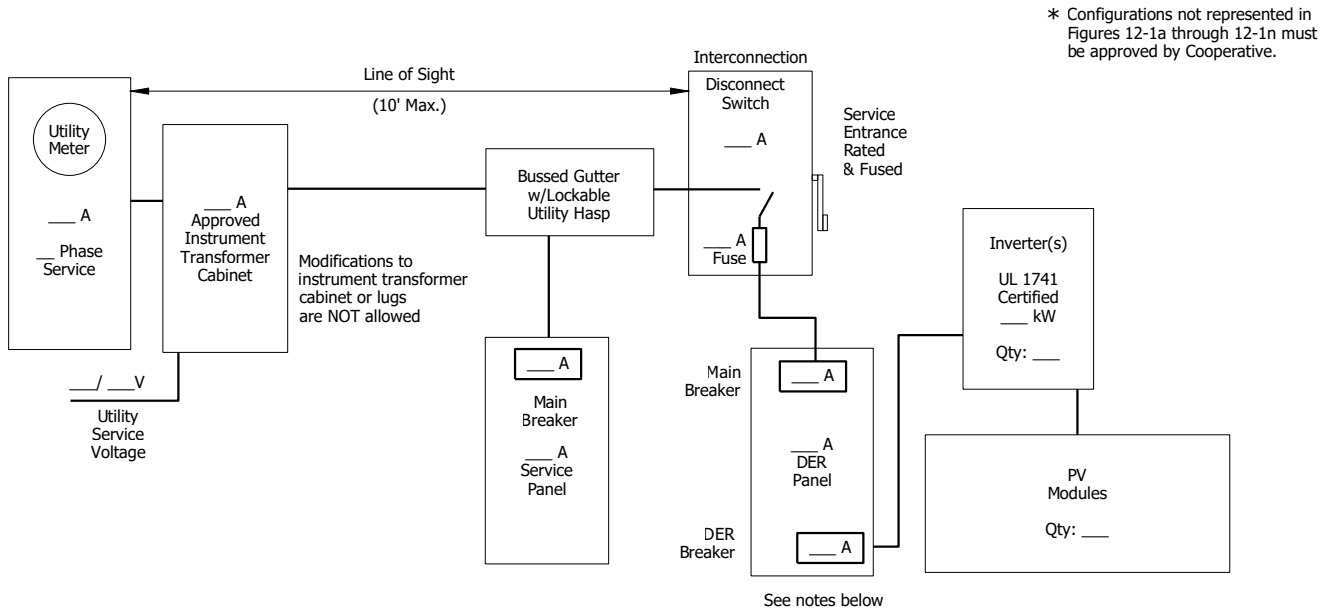 * Configurations not represented in
Figures 12-1a through 12-1n must
be approved by Cooperative.
Line of Sight
(10' Max.)
Interconnection
Disconnect
Switch
___ A
Service
Entrance
Rated
& Fused
___ A
Fuse
Utility
Meter
___ A
__ Phase
Service
___ A
Approved
Instrument
Transformer
Cabinet
Modifications to
instrument transformer
cabinet or lugs
are NOT allowed
Bussed Gutter
w/Lockable
Utility Hasp
___/ ___V
Utility
Service
Voltage
___ A
Main
Breaker
___ A
Service
Panel
Main
Breaker
___ A
___ A
DER
Panel
DER
Breaker
___ A
See notes below
Inverter(s)
UL 1741
Certified
___ kW
Qty: ___
PV
Modules
Qty: ___